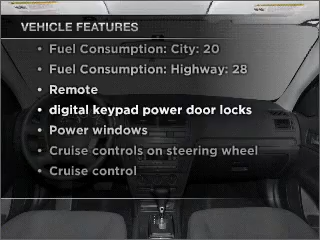 VEHICLE FEATURES
• Fuel Consumption: City: 20
• Fuel Consumption: Highway: 28
• Remote
• digital keypad power door locks
• Power windows
• Cruise controls on steering wheel
• Cruise control